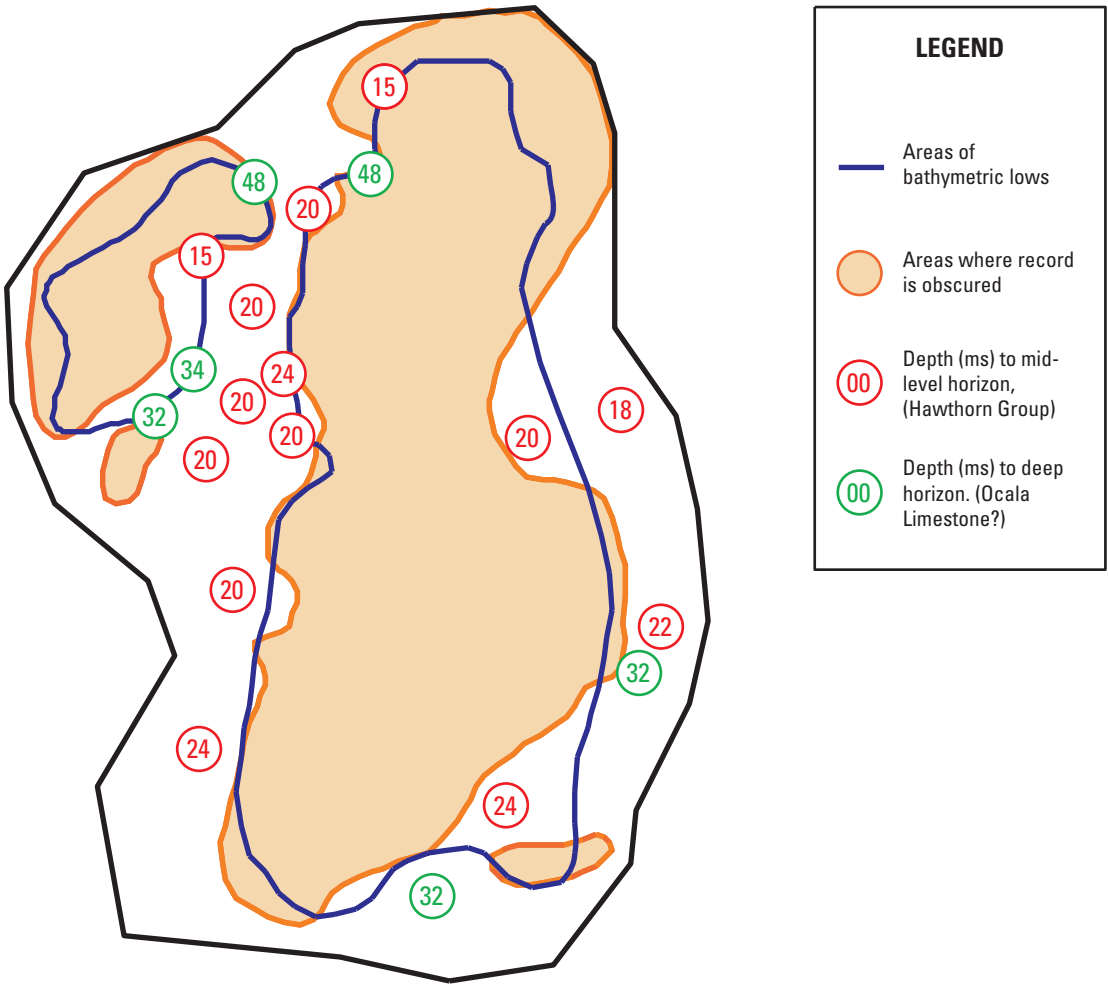 LEGEND
Areas of
bathymetric lows
Areas where record
is obscured
00
Depth (ms) to mid-
level horizon,
(Hawthorn Group)
00
Depth (ms) to deep
horizon. (Ocala
Limestone?)
15
48
48
20
15
20
34
24
20
32
20
20
20
18
20
22
32
24
24
32